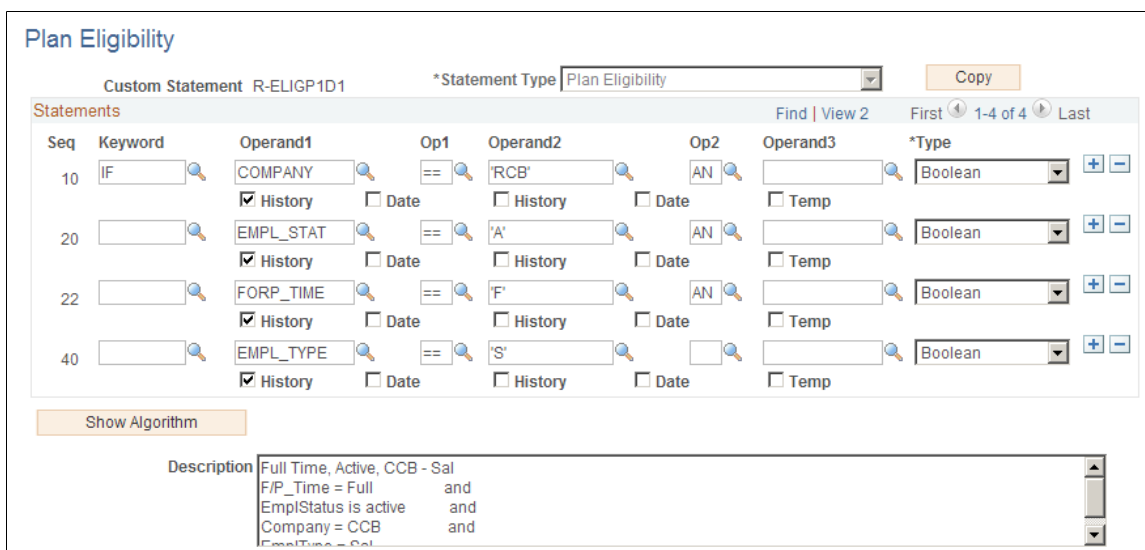 Plan Eligibility
Custom Statement R-ELIGP1D1 *Statement Type Plan Eligibility Copy
Statements Find | View 2 First 1-4 of 4 Last
Seq Keyword Operand1 Op1 Operand2 Op2 Operand3 *Type
10 IF COMPANY == 'RCB' AN Boolean
History Date History Date Temp
20 EMPL_STAT == 'A' AN Boolean
History Date History Date Temp
22 FORP_TIME == 'F' AN Boolean
History Date History Date Temp
40 EMPL_TYPE == 'S' Boolean
History Date History Date Temp
Show Algorithm
Description Full Time, Active, CCB - Sal
F/P_Time = Full and
EmplStatus is active and
Company = CCB and
EmplType = Sal